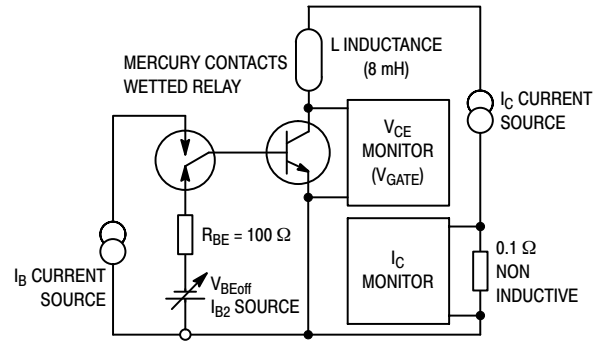 L INDUCTANCE
(8 mH)
MERCURY CONTACTS
WETTED RELAY
I_C CURRENT
SOURCE
V_CE
MONITOR
(V_GATE)
R_BE = 100 Ω
I_C
MONITOR
0.1 Ω
NON
INDUCTIVE
I_B CURRENT
SOURCE
V_BEoff
I_B2 SOURCE